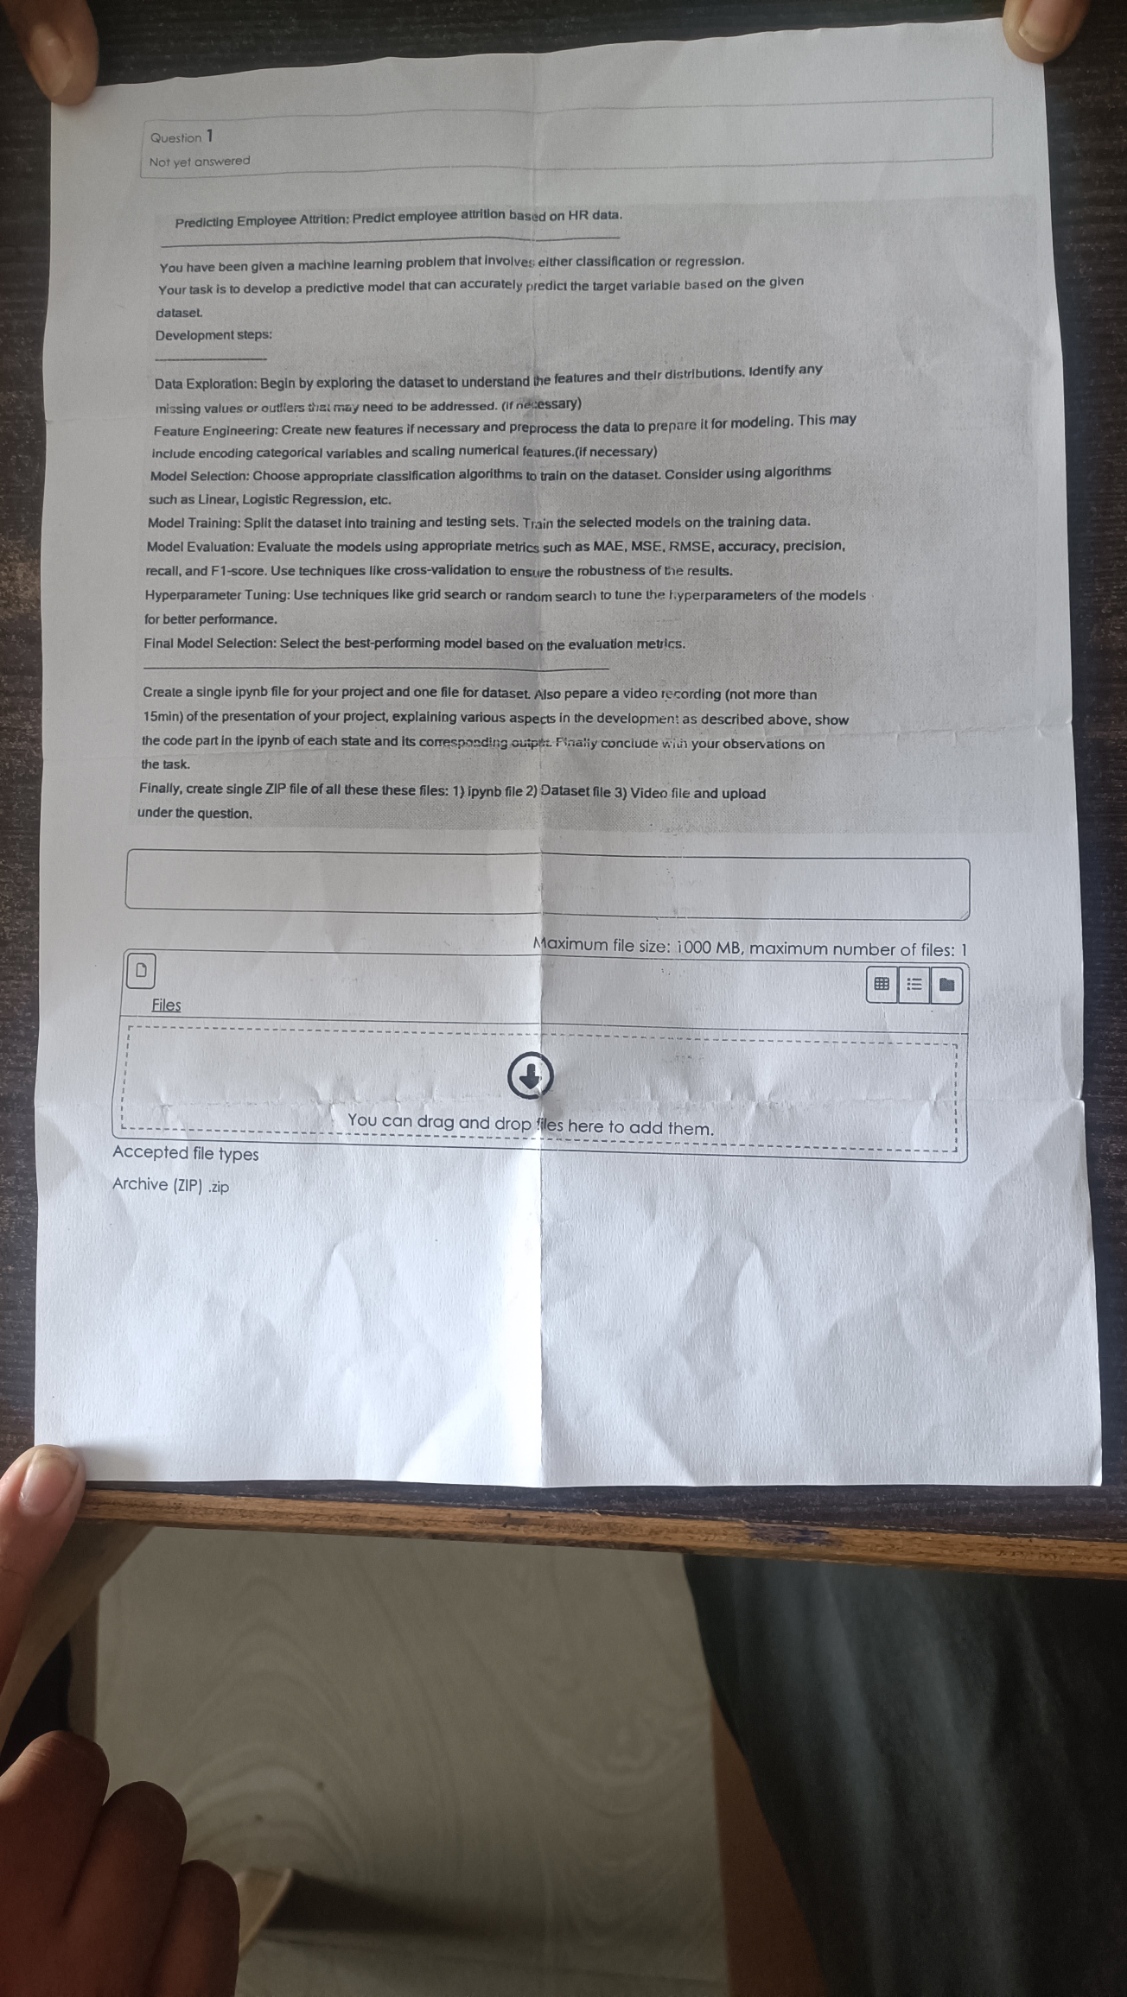 Question 1
Not yet answered
Predicting Employee Attrition: Predict employee attrition based on HR data.
You have been given a machine learning problem that involves either classification or regression.
Your task is to develop a predictive model that can accurately predict the target variable based on the given
dataset.
Development steps:
Data Exploration: Begin by exploring the dataset to understand the features and their distributions. Identify any
missing values or outliers that may need to be addressed. (if necessary)
Feature Engineering: Create new features if necessary and preprocess the data to prepare it for modeling. This may
include encoding categorical variables and scaling numerical features.(if necessary)
Model Selection: Choose appropriate classification algorithms to train on the dataset. Consider using algorithms
such as Linear, Logistic Regression, etc.
Model Training: Split the dataset into training and testing sets. Train the selected models on the training data.
Model Evaluation: Evaluate the models using appropriate metrics such as MAE, MSE, RMSE, accuracy, precision,
recall, and F1-score. Use techniques like cross-validation to ensure the robustness of the results.
Hyperparameter Tuning: Use techniques like grid search or random search to tune the hyperparameters of the models
for better performance.
Final Model Selection: Select the best-performing model based on the evaluation metrics.
Create a single ipynb file for your project and one file for dataset. Also pepare a video recording (not more than
15min) of the presentation of your project, explaining various aspects in the development as described above, show
the code part in the ipynb of each state and its corresponding output. Finally conclude with your observations on
the task.
Finally, create single ZIP file of all these these files: 1) ipynb file 2) Dataset file 3) Video file and upload
under the question.
Maximum file size: 1000 MB, maximum number of files: 1
Files
You can drag and drop files here to add them.
Accepted file types
Archive (ZIP) .zip